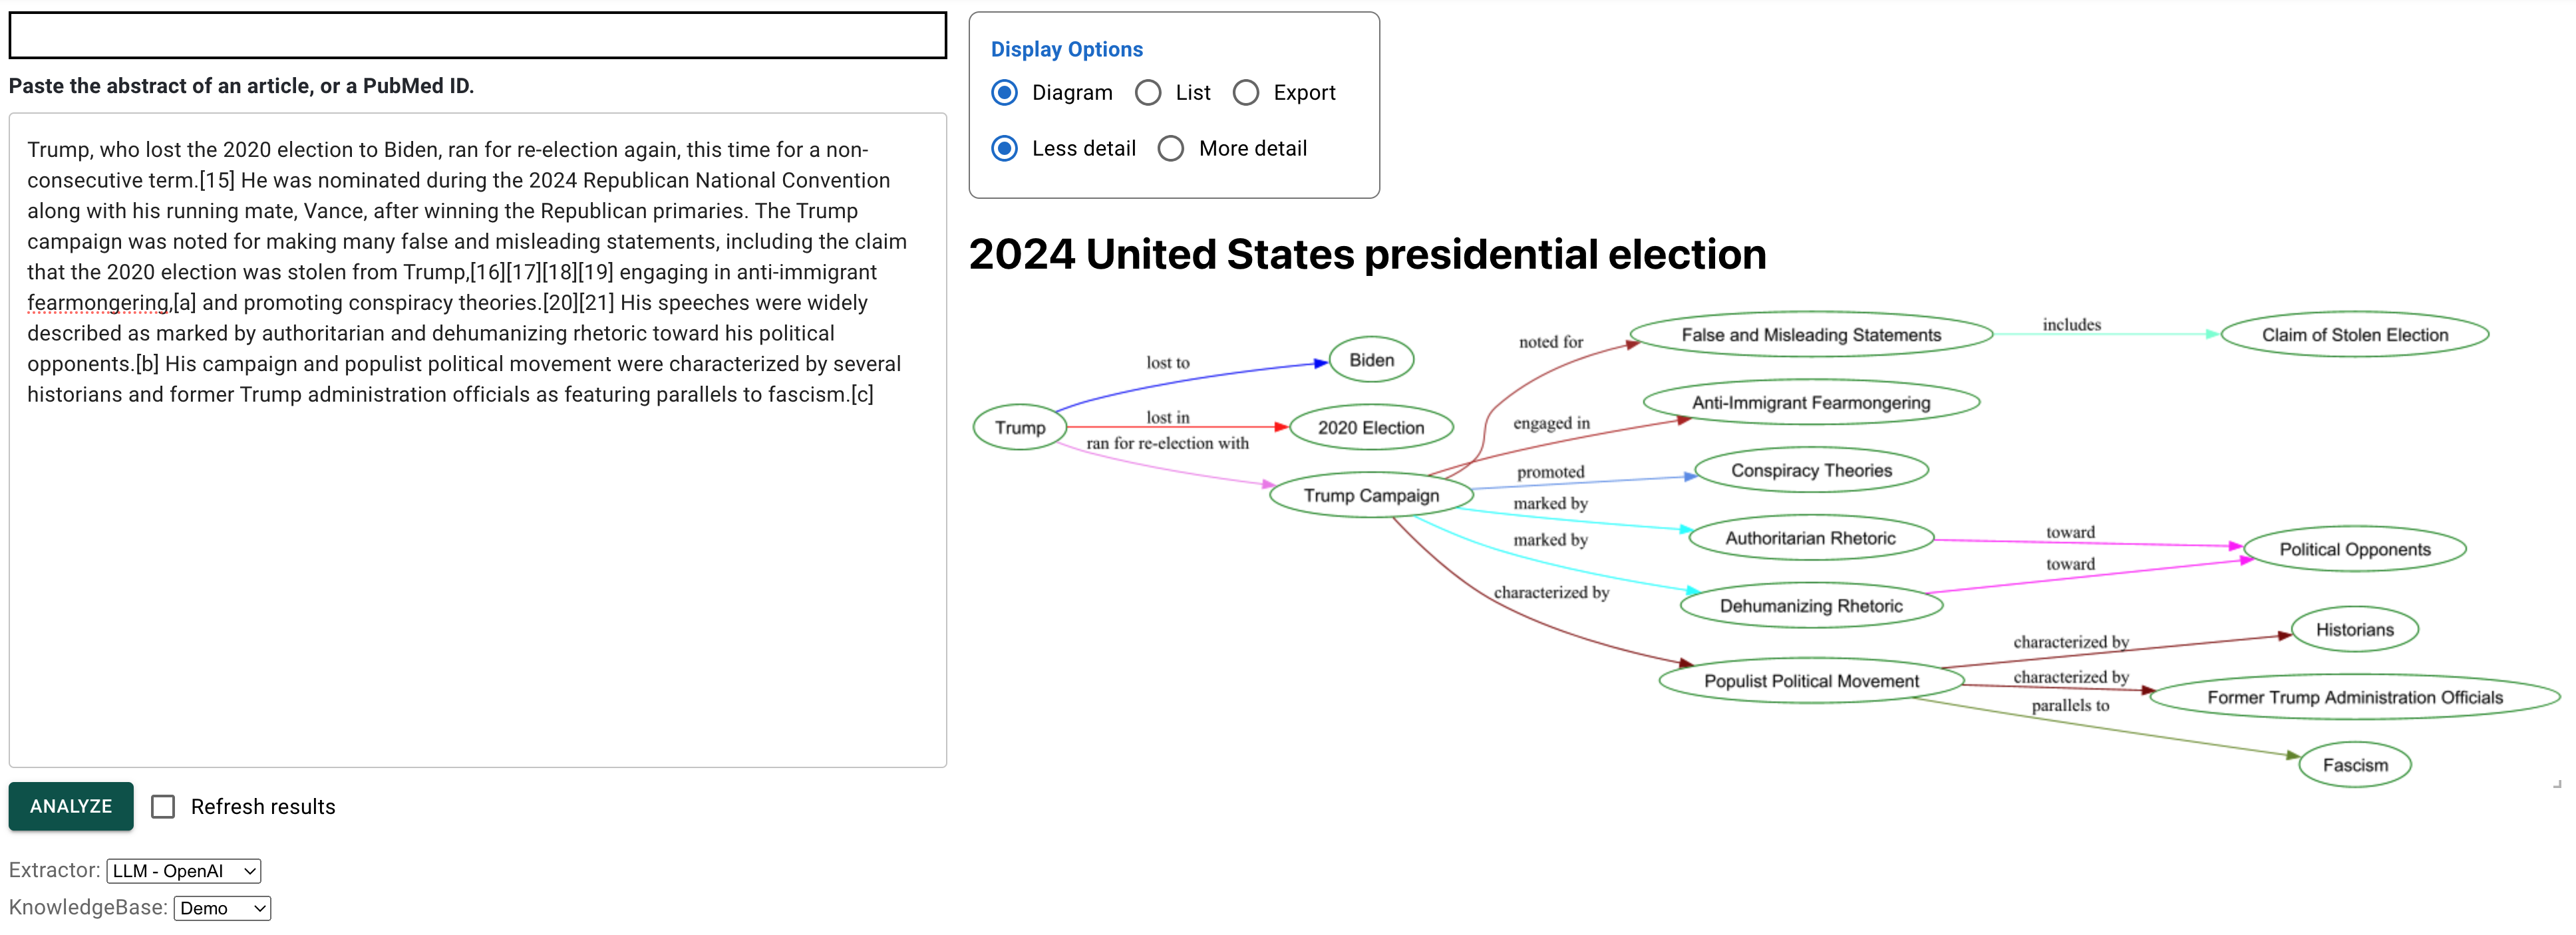 Paste the abstract of an article, or a PubMed ID.
Trump, who lost the 2020 election to Biden, ran for re-election again, this time for a non-
consecutive term.[15] He was nominated during the 2024 Republican National Convention
along with his running mate, Vance, after winning the Republican primaries. The Trump
campaign was noted for making many false and misleading statements, including the claim
that the 2020 election was stolen from Trump,[16][17][18][19] engaging in anti-immigrant
fearmongering,[a] and promoting conspiracy theories.[20][21] His speeches were widely
described as marked by authoritarian and dehumanizing rhetoric toward his political
opponents.[b] His campaign and populist political movement were characterized by several
historians and former Trump administration officials as featuring parallels to fascism.[c]
ANALYZE
Refresh results
Extractor: LLM - OpenAI
KnowledgeBase: Demo
Display Options
Diagram List Export
Less detail More detail
2024 United States presidential election
Trump
lost to
Biden
lost in
2020 Election
ran for re-election with
Trump Campaign
noted for
False and Misleading Statements
includes
Claim of Stolen Election
engaged in
Anti-Immigrant Fearmongering
promoted
Conspiracy Theories
marked by
Authoritarian Rhetoric
toward
Political Opponents
marked by
Dehumanizing Rhetoric
toward
characterized by
Populist Political Movement
characterized by
Historians
characterized by
Former Trump Administration Officials
parallels to
Fascism